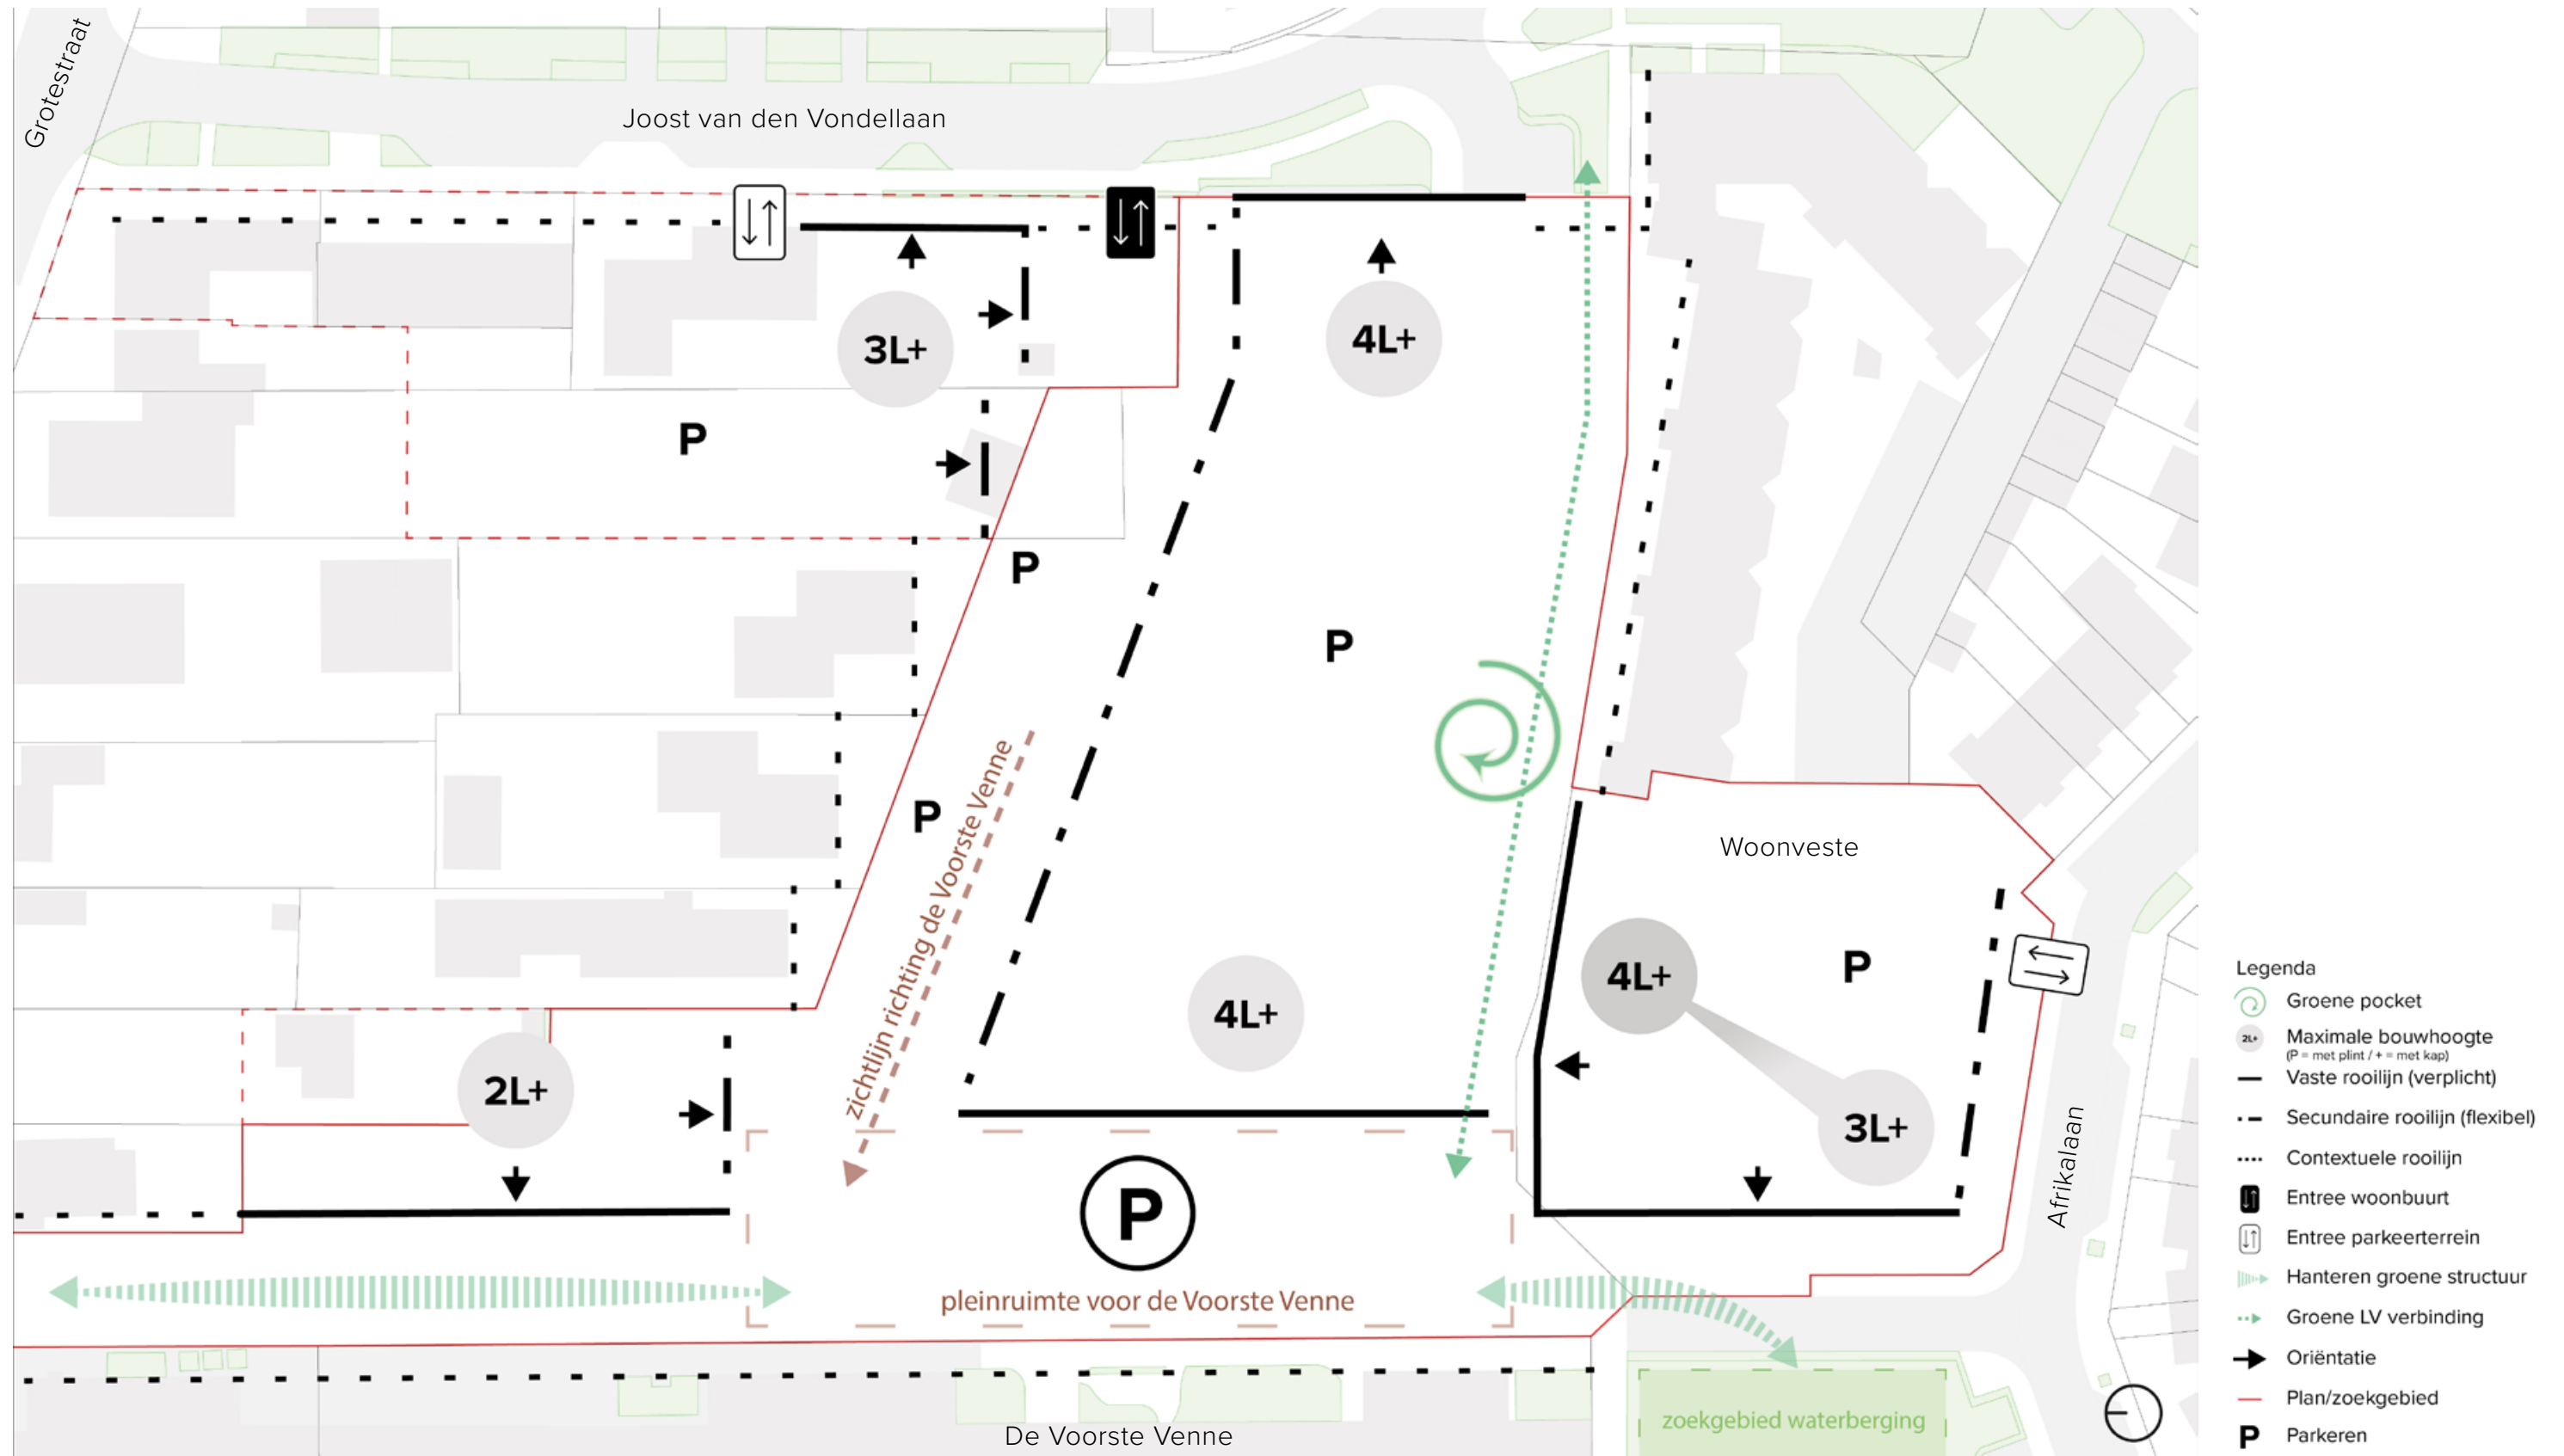 Grotestraat
Joost van den Vondellaan
3L+
4L+
P
P
P
P
zichtlijn richting de Voorste Venne
Woonveste
4L+
P
4L+
3L+
2L+
P
pleinruimte voor de Voorste Venne
Afrikalaan
De Voorste Venne
zoekgebied waterberging
Legenda
Groene pocket
2L+
Maximale bouwhoogte
(P = met plint / + = met kap)
Vaste rooilijn (verplicht)
Secundaire rooilijn (flexibel)
Contextuele rooilijn
Entree woonbuurt
Entree parkeerterrein
Hanteren groene structuur
Groene LV verbinding
Oriëntatie
Plan/zoekgebied
P Parkeren